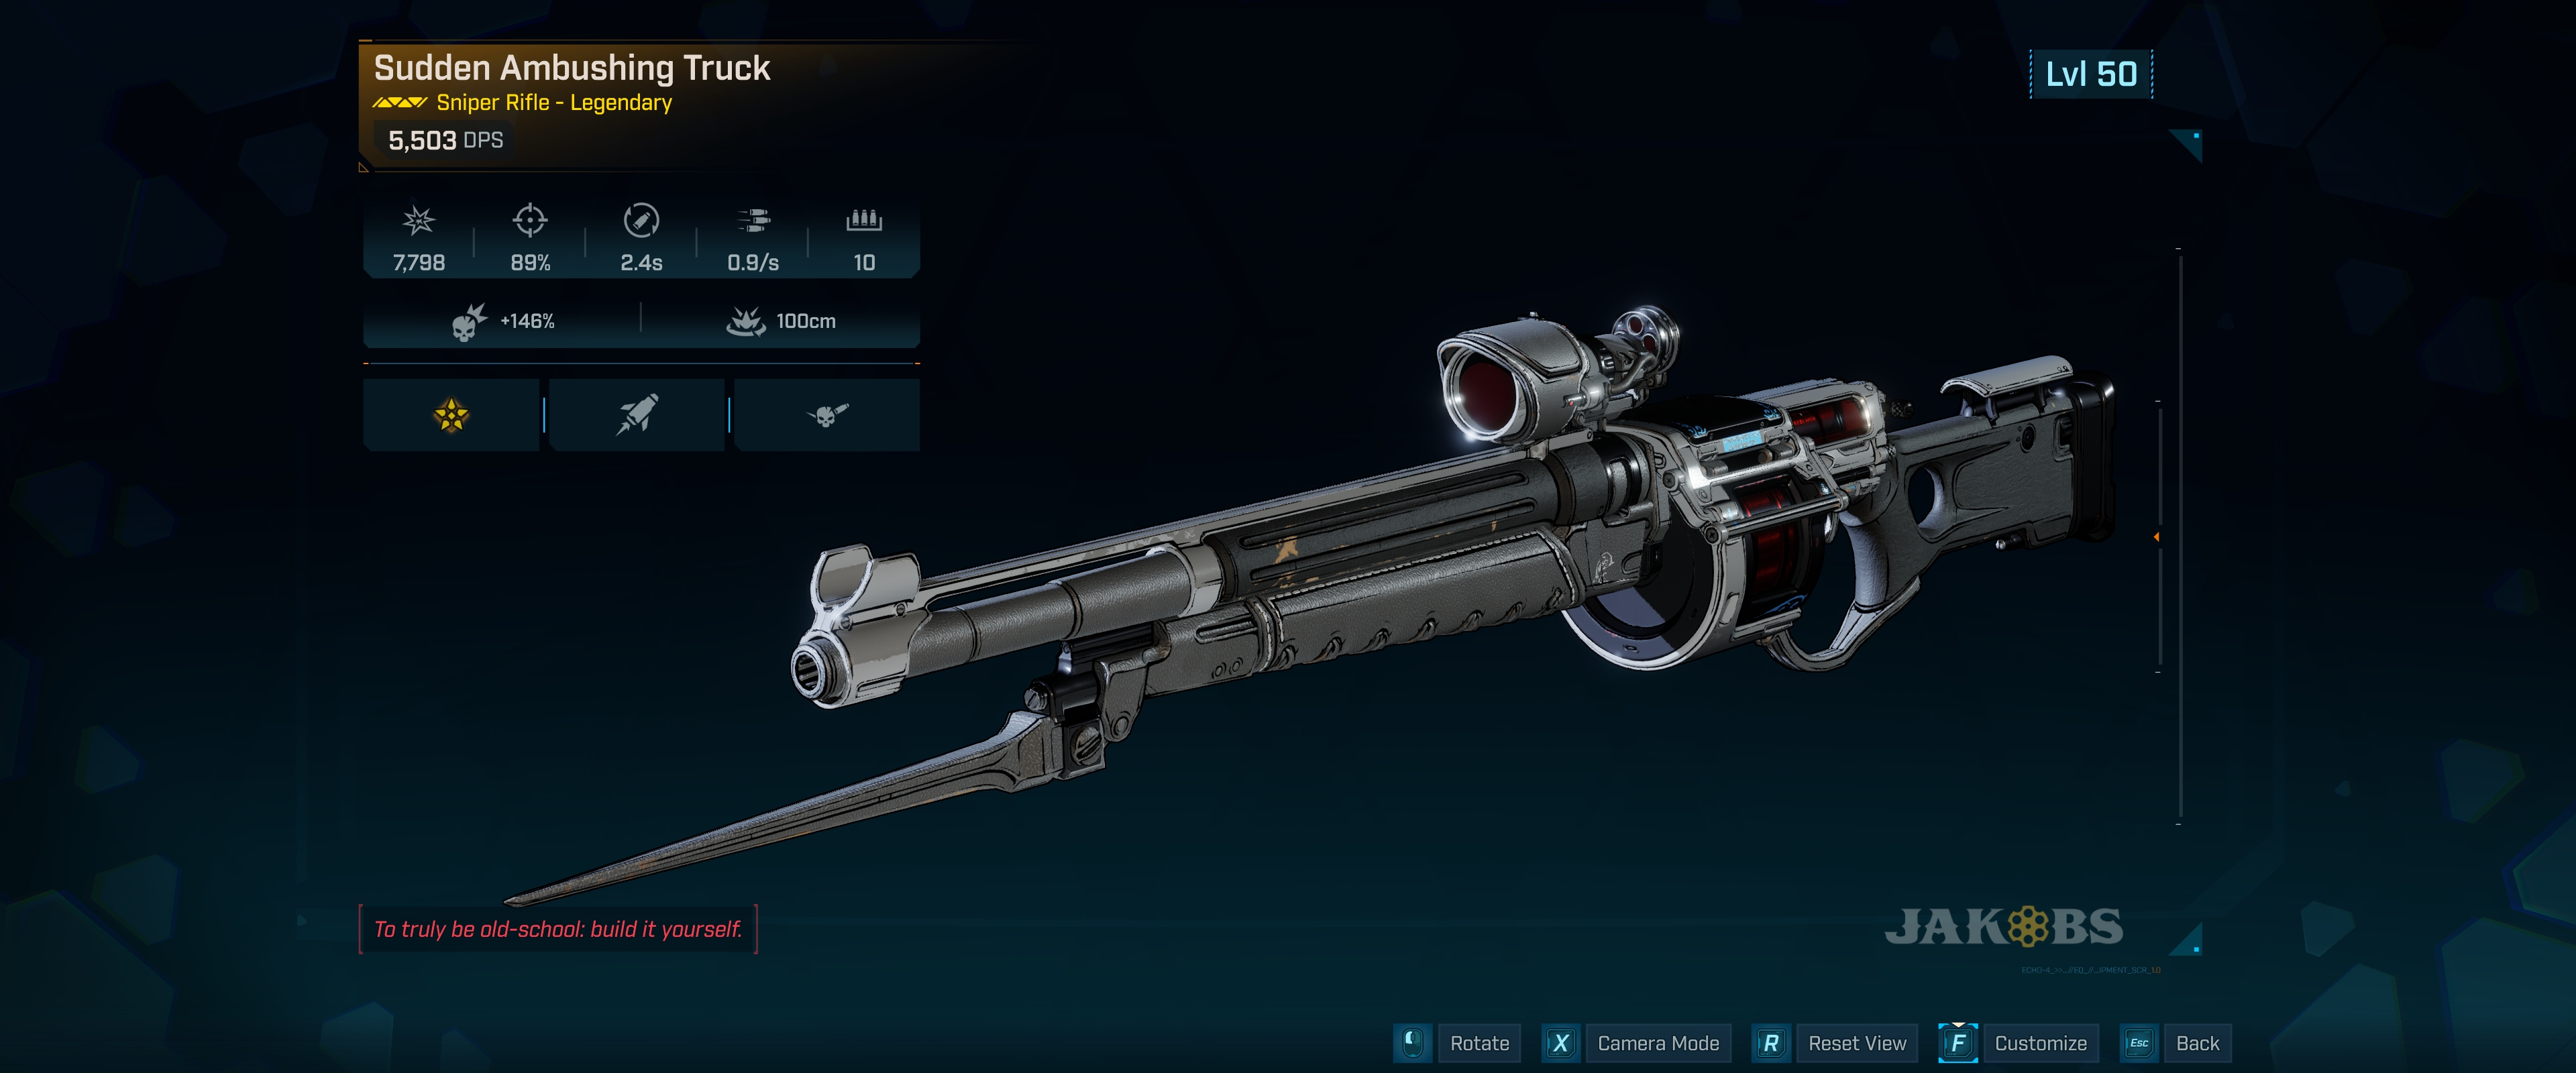 Sudden Ambushing Truck
Lvl 50
Sniper Rifle - Legendary
5,503 DPS
7,798
89%
2.4s
0.9/s
10
+146%
100cm
To truly be old-school: build it yourself.
JAKOBS
Rotate
X
Camera Mode
R
Reset View
F
Customize
Esc
Back